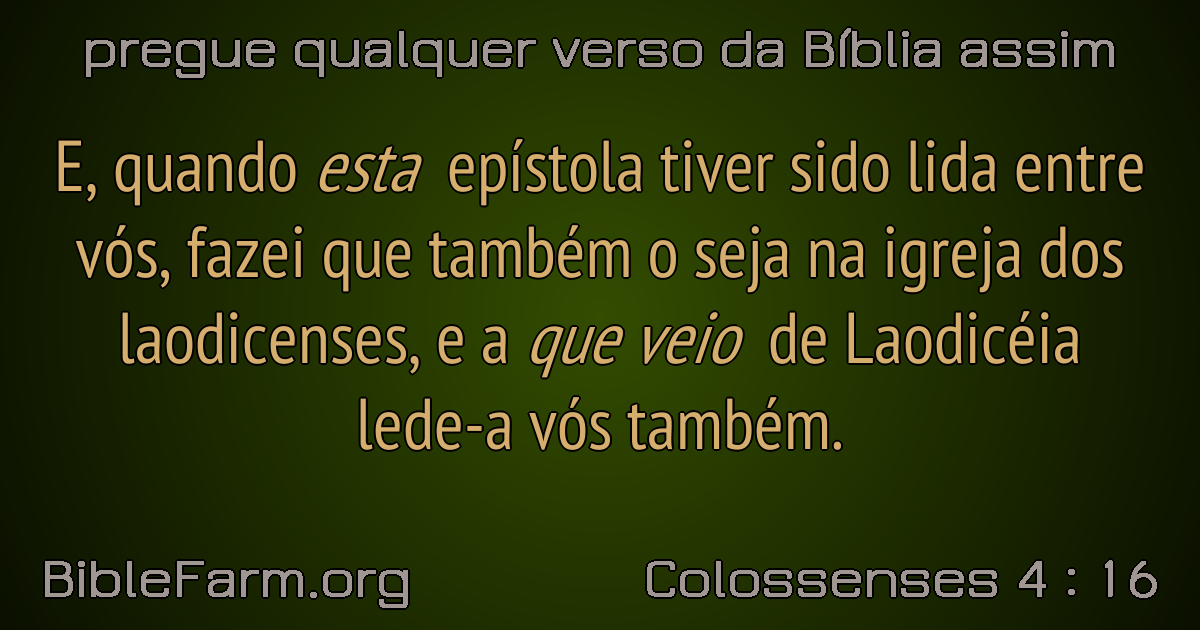 pregue qualquer verso da Bíblia assim
E, quando esta epístola tiver sido lida entre
vós, fazei que também o seja na igreja dos
laodicenses, e a que veio de Laodicéia
lede-a vós também.
BibleFarm.org
Colossenses 4 : 16